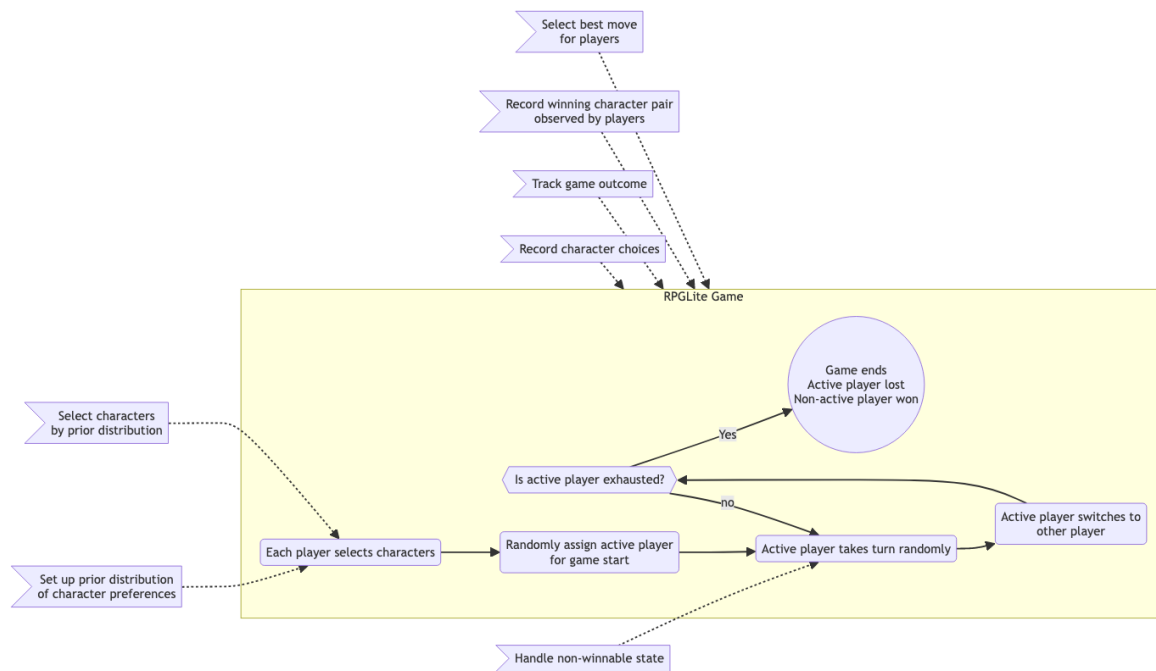 Select best move
for players
Record winning character pair
observed by players
Track game outcome
Record character choices
RPGLite Game
Game ends
Active player lost
Non-active player won
Select characters
by prior distribution
Yes
Is active player exhausted?
no
Active player switches to
other player
Each player selects characters
Randomly assign active player
for game start
Active player takes turn randomly
Set up prior distribution
of character preferences
Handle non-winnable state